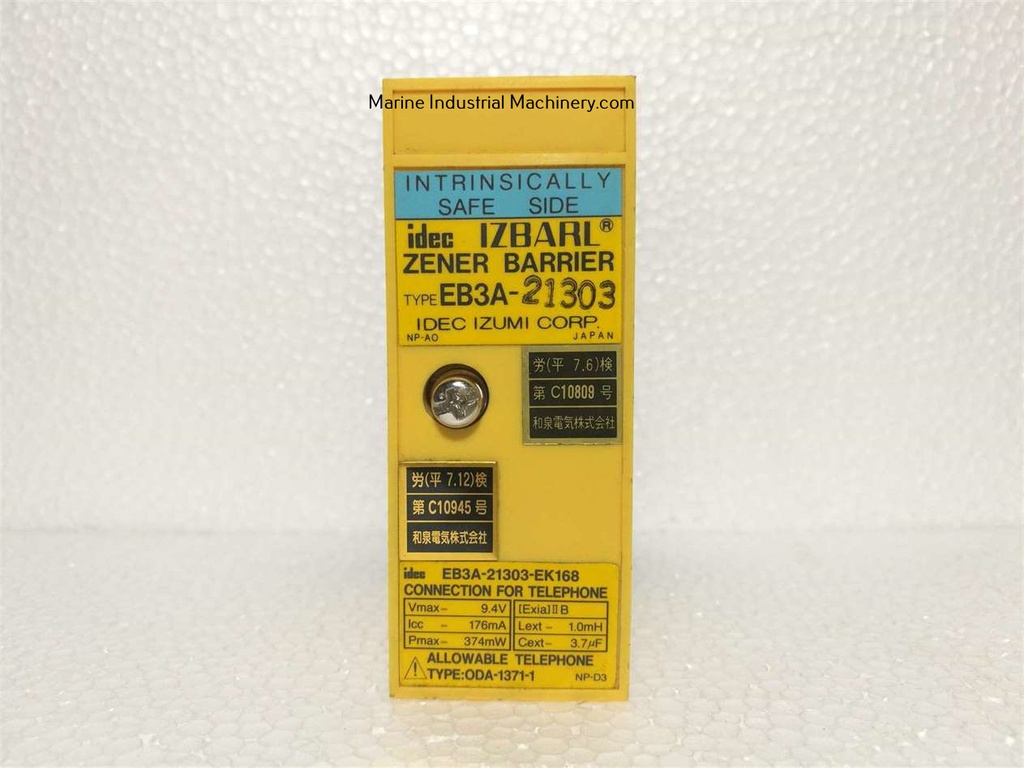 Marine Industrial Machinery.com
INTRINSICALLY
SAFE SIDE
idec IZBARL®
ZENER BARRIER
TYPE EB3A-21303
IDEC IZUMI CORP.
NP-AO JAPAN
労(平 7.6)検
第 C10809 号
和泉電気株式会社
労(平 7.12)検
第 C10945 号
和泉電気株式会社
idec EB3A-21303-EK168
CONNECTION FOR TELEPHONE
Vmax- 9.4V [Exia]ⅡB
Icc - 176mA Lext - 1.0mH
Pmax- 374mW Cext- 3.7μF
ALLOWABLE TELEPHONE
TYPE:ODA-1371-1 NP-D3